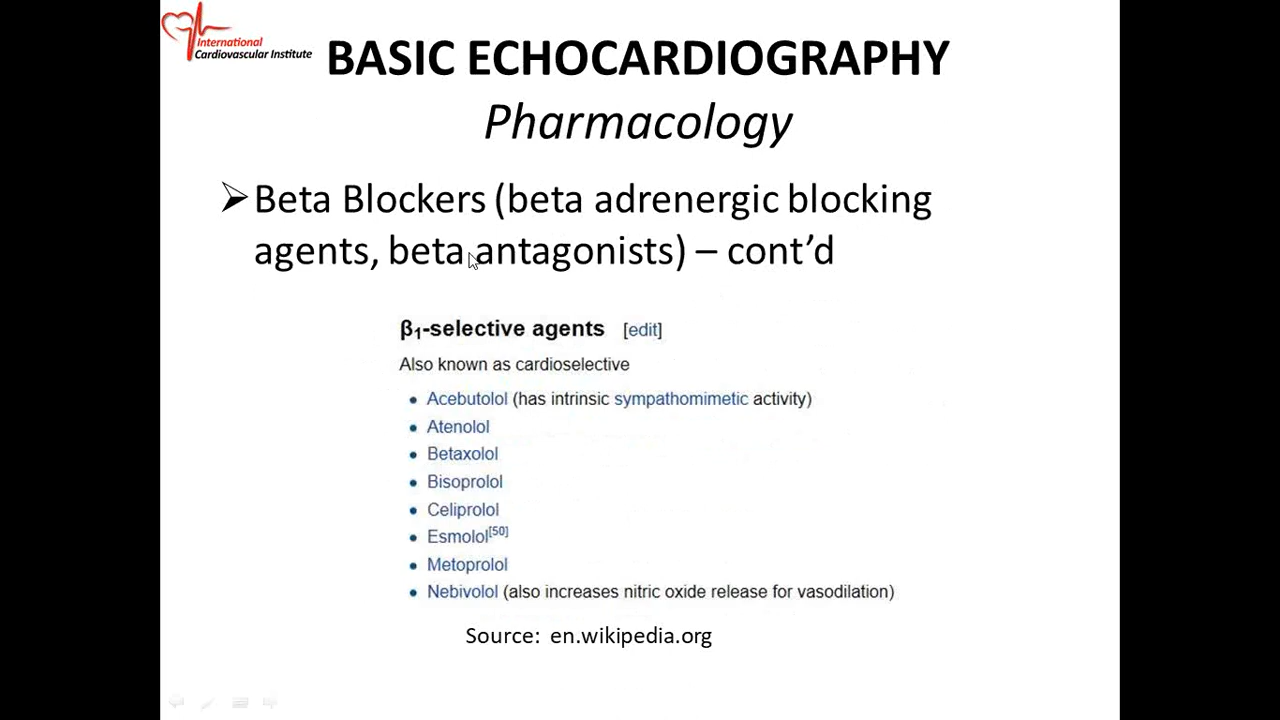 International
Cardiovascular Institute
BASIC ECHOCARDIOGRAPHY
Pharmacology
Beta Blockers (beta adrenergic blocking
agents, beta antagonists) – cont’d
β₁-selective agents [edit]
Also known as cardioselective
• Acebutolol (has intrinsic sympathomimetic activity)
• Atenolol
• Betaxolol
• Bisoprolol
• Celiprolol
• Esmolol[50]
• Metoprolol
• Nebivolol (also increases nitric oxide release for vasodilation)
Source: en.wikipedia.org